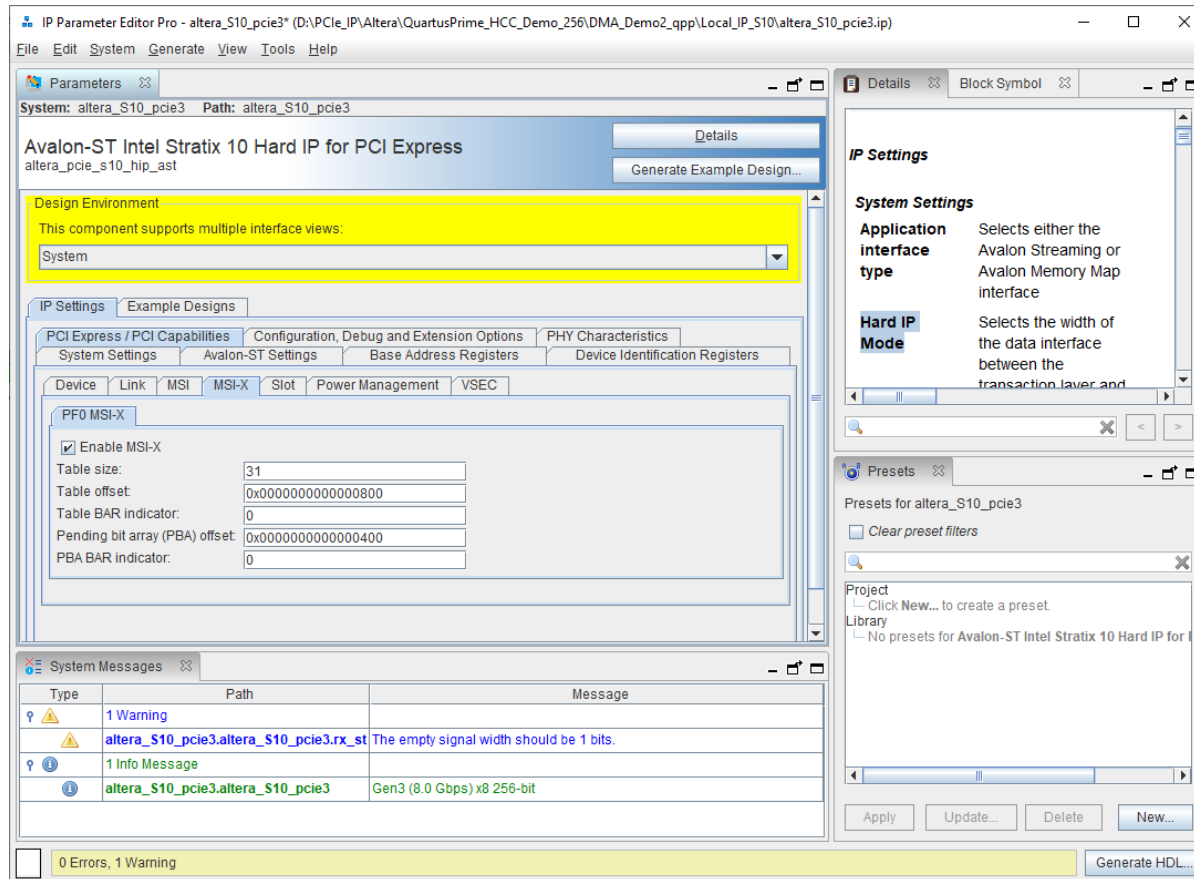 IP Parameter Editor Pro - altera_S10_pcie3* (D:\PCIe_IP\Altera\QuartusPrime_HCC_Demo_256\DMA_Demo2_qpp\Local_IP_S10\altera_S10_pcie3.ip)
File Edit System Generate View Tools Help
Parameters
System: altera_S10_pcie3 Path: altera_S10_pcie3
Avalon-ST Intel Stratix 10 Hard IP for PCI Express
altera_pcie_s10_hip_ast
Details
Generate Example Design...
Design Environment
This component supports multiple interface views:
System
IP Settings Example Designs
PCI Express / PCI Capabilities Configuration, Debug and Extension Options PHY Characteristics
System Settings Avalon-ST Settings Base Address Registers Device Identification Registers
Device Link MSI MSI-X Slot Power Management VSEC
PF0 MSI-X
Enable MSI-X
Table size: 31
Table offset: 0x0000000000000800
Table BAR indicator: 0
Pending bit array (PBA) offset: 0x0000000000000400
PBA BAR indicator: 0
System Messages
Type Path Message
1 Warning
altera_S10_pcie3.altera_S10_pcie3.rx_st The empty signal width should be 1 bits.
1 Info Message
altera_S10_pcie3.altera_S10_pcie3 Gen3 (8.0 Gbps) x8 256-bit
0 Errors, 1 Warning
Details Block Symbol
IP Settings
System Settings
Application interface type
Selects either the
Avalon Streaming or
Avalon Memory Map
interface
Hard IP Mode
Selects the width of
the data interface
between the
transaction layer and
< >
Presets
Presets for altera_S10_pcie3
Clear preset filters
Project
Click New... to create a preset.
Library
No presets for Avalon-ST Intel Stratix 10 Hard IP for
Apply Update... Delete New...
Generate HDL...